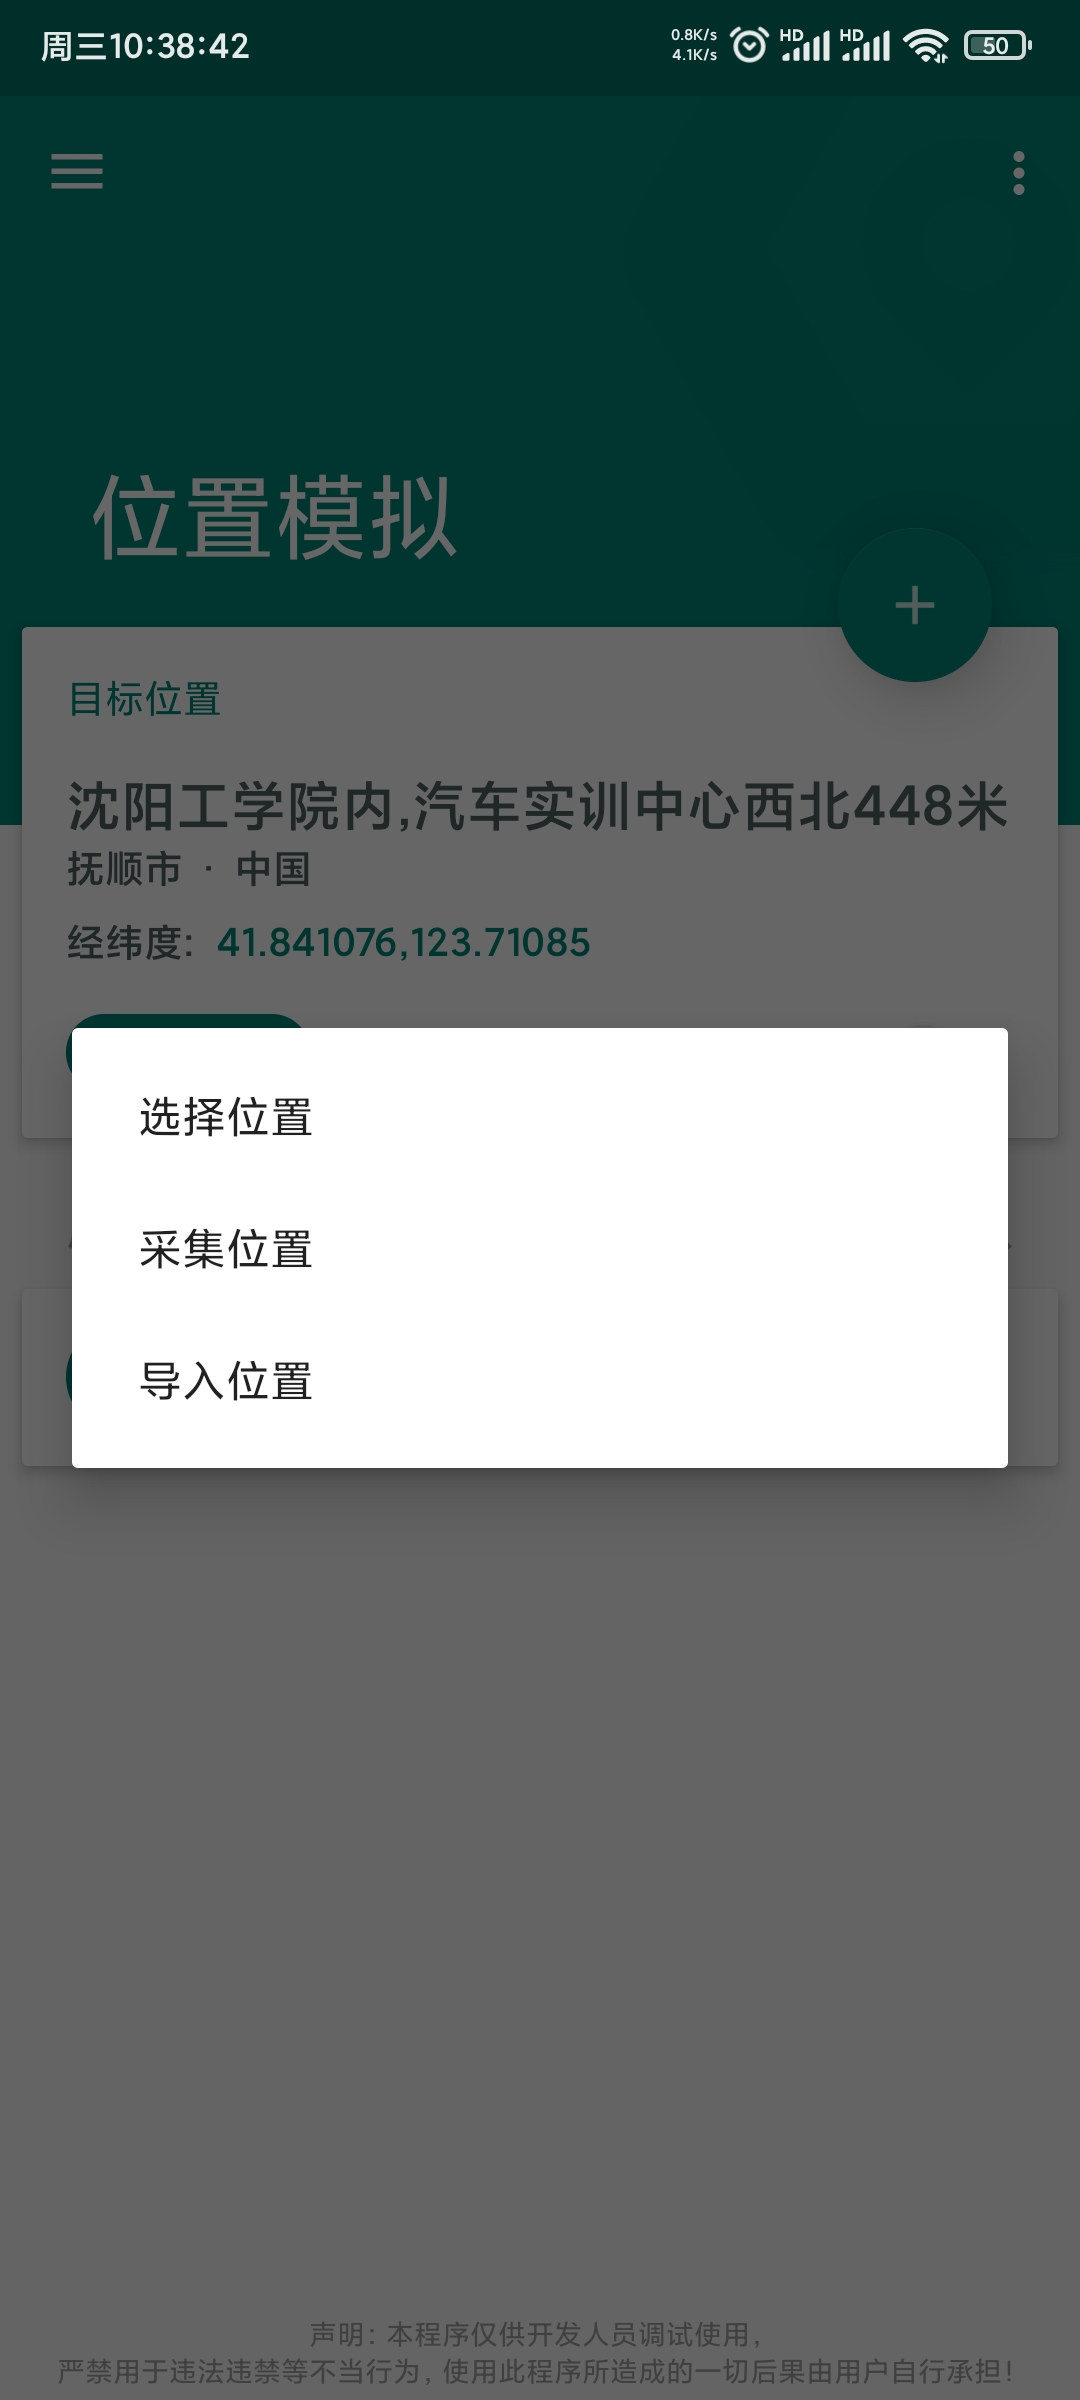 周三10:38:42
0.8K/s
4.1K/s
HD
HD
50
位置模拟
目标位置
沈阳工学院内,汽车实训中心西北448米
抚顺市 · 中国
经纬度: 41.841076,123.71085
选择位置
采集位置
导入位置
声明: 本程序仅供开发人员调试使用,
严禁用于违法违禁等不当行为, 使用此程序所造成的一切后果由用户自行承担!